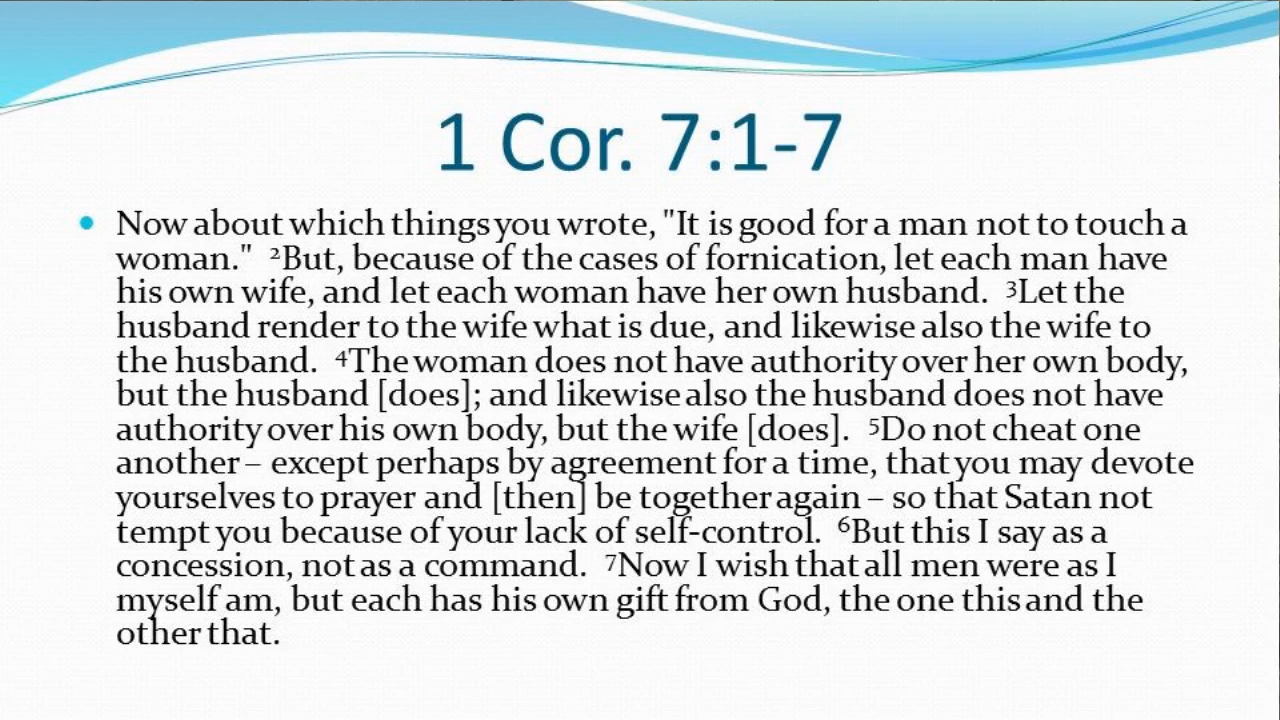 1 Cor. 7:1-7
• Now about which things you wrote, "It is good for a man not to touch a
woman." ²But, because of the cases of fornication, let each man have
his own wife, and let each woman have her own husband. ³Let the
husband render to the wife what is due, and likewise also the wife to
the husband. ⁴The woman does not have authority over her own body,
but the husband [does]; and likewise also the husband does not have
authority over his own body, but the wife [does]. ⁵Do not cheat one
another – except perhaps by agreement for a time, that you may devote
yourselves to prayer and [then] be together again – so that Satan not
tempt you because of your lack of self-control. ⁶But this I say as a
concession, not as a command. ⁷Now I wish that all men were as I
myself am, but each has his own gift from God, the one this and the
other that.